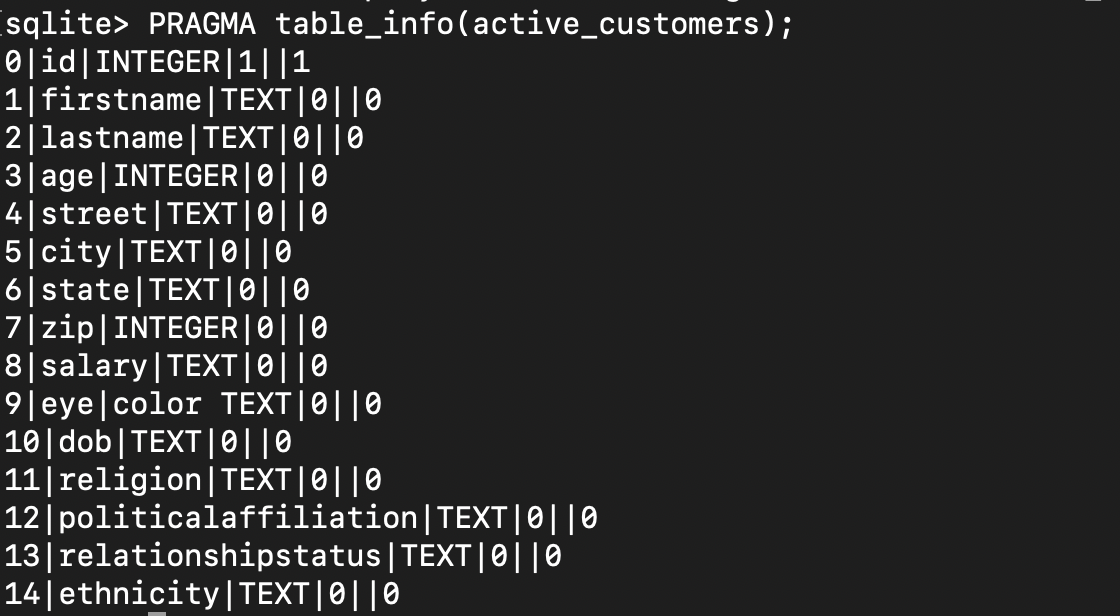 sqlite> PRAGMA table_info(active_customers);
0|id|INTEGER|1||1
1|firstname|TEXT|0||0
2|lastname|TEXT|0||0
3|age|INTEGER|0||0
4|street|TEXT|0||0
5|city|TEXT|0||0
6|state|TEXT|0||0
7|zip|INTEGER|0||0
8|salary|TEXT|0||0
9|eye|color TEXT|0||0
10|dob|TEXT|0||0
11|religion|TEXT|0||0
12|politicalaffiliation|TEXT|0||0
13|relationshipstatus|TEXT|0||0
14|ethnicity|TEXT|0||0